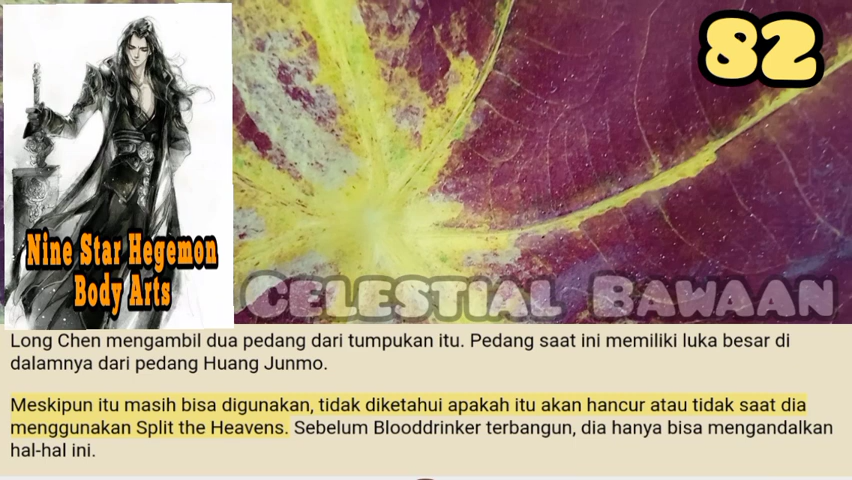 82
Nine Star Hegemon
Body Arts
Celestial Bawaan
Long Chen mengambil dua pedang dari tumpukan itu. Pedang saat ini memiliki luka besar di
dalamnya dari pedang Huang Junmo.
Meskipun itu masih bisa digunakan, tidak diketahui apakah itu akan hancur atau tidak saat dia
menggunakan Split the Heavens. Sebelum Blooddrinker terbangun, dia hanya bisa mengandalkan
hal-hal ini.